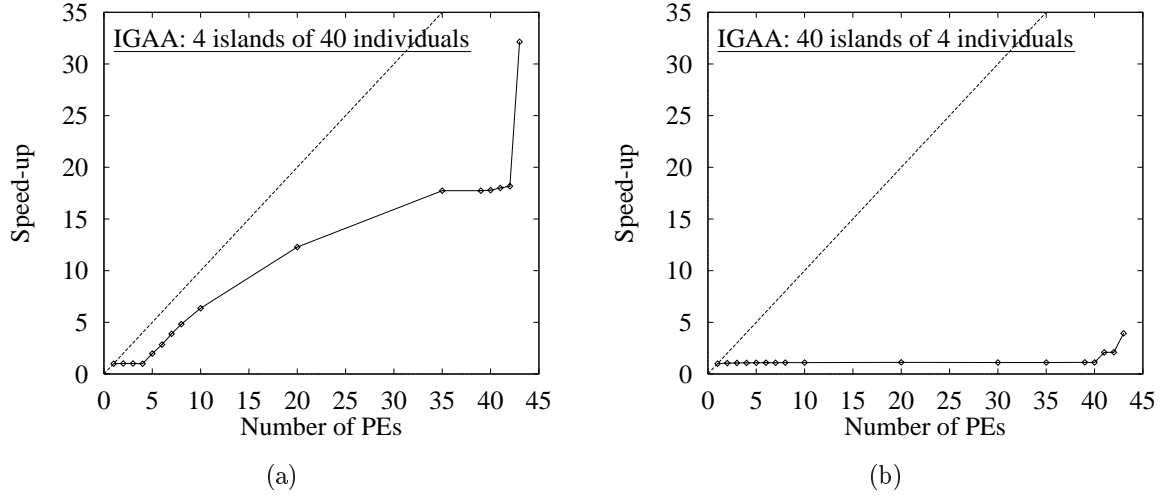 IGAA: 4 islands of 40 individuals
35
30
25
20
15
10
5
0
Speed-up
0 5 10 15 20 25 30 35 40 45
Number of PEs
(a)
IGAA: 40 islands of 4 individuals
35
30
25
20
15
10
5
0
Speed-up
0 5 10 15 20 25 30 35 40 45
Number of PEs
(b)